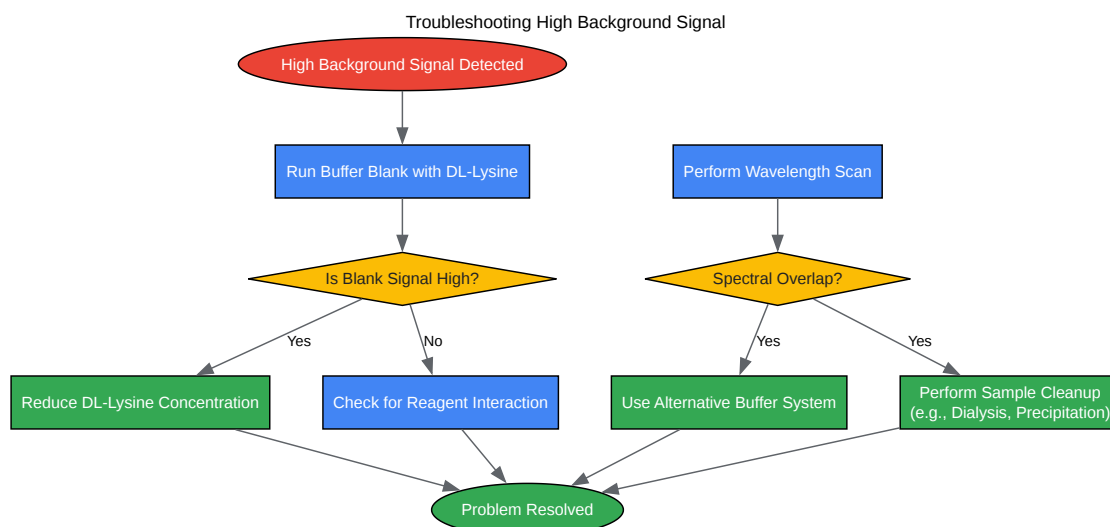 Troubleshooting High Background Signal
High Background Signal Detected
Run Buffer Blank with DL-Lysine
Perform Wavelength Scan
Is Blank Signal High?
Spectral Overlap?
Yes
No
Yes
Yes
Reduce DL-Lysine Concentration
Check for Reagent Interaction
Use Alternative Buffer System
Perform Sample Cleanup
(e.g., Dialysis, Precipitation)
Problem Resolved